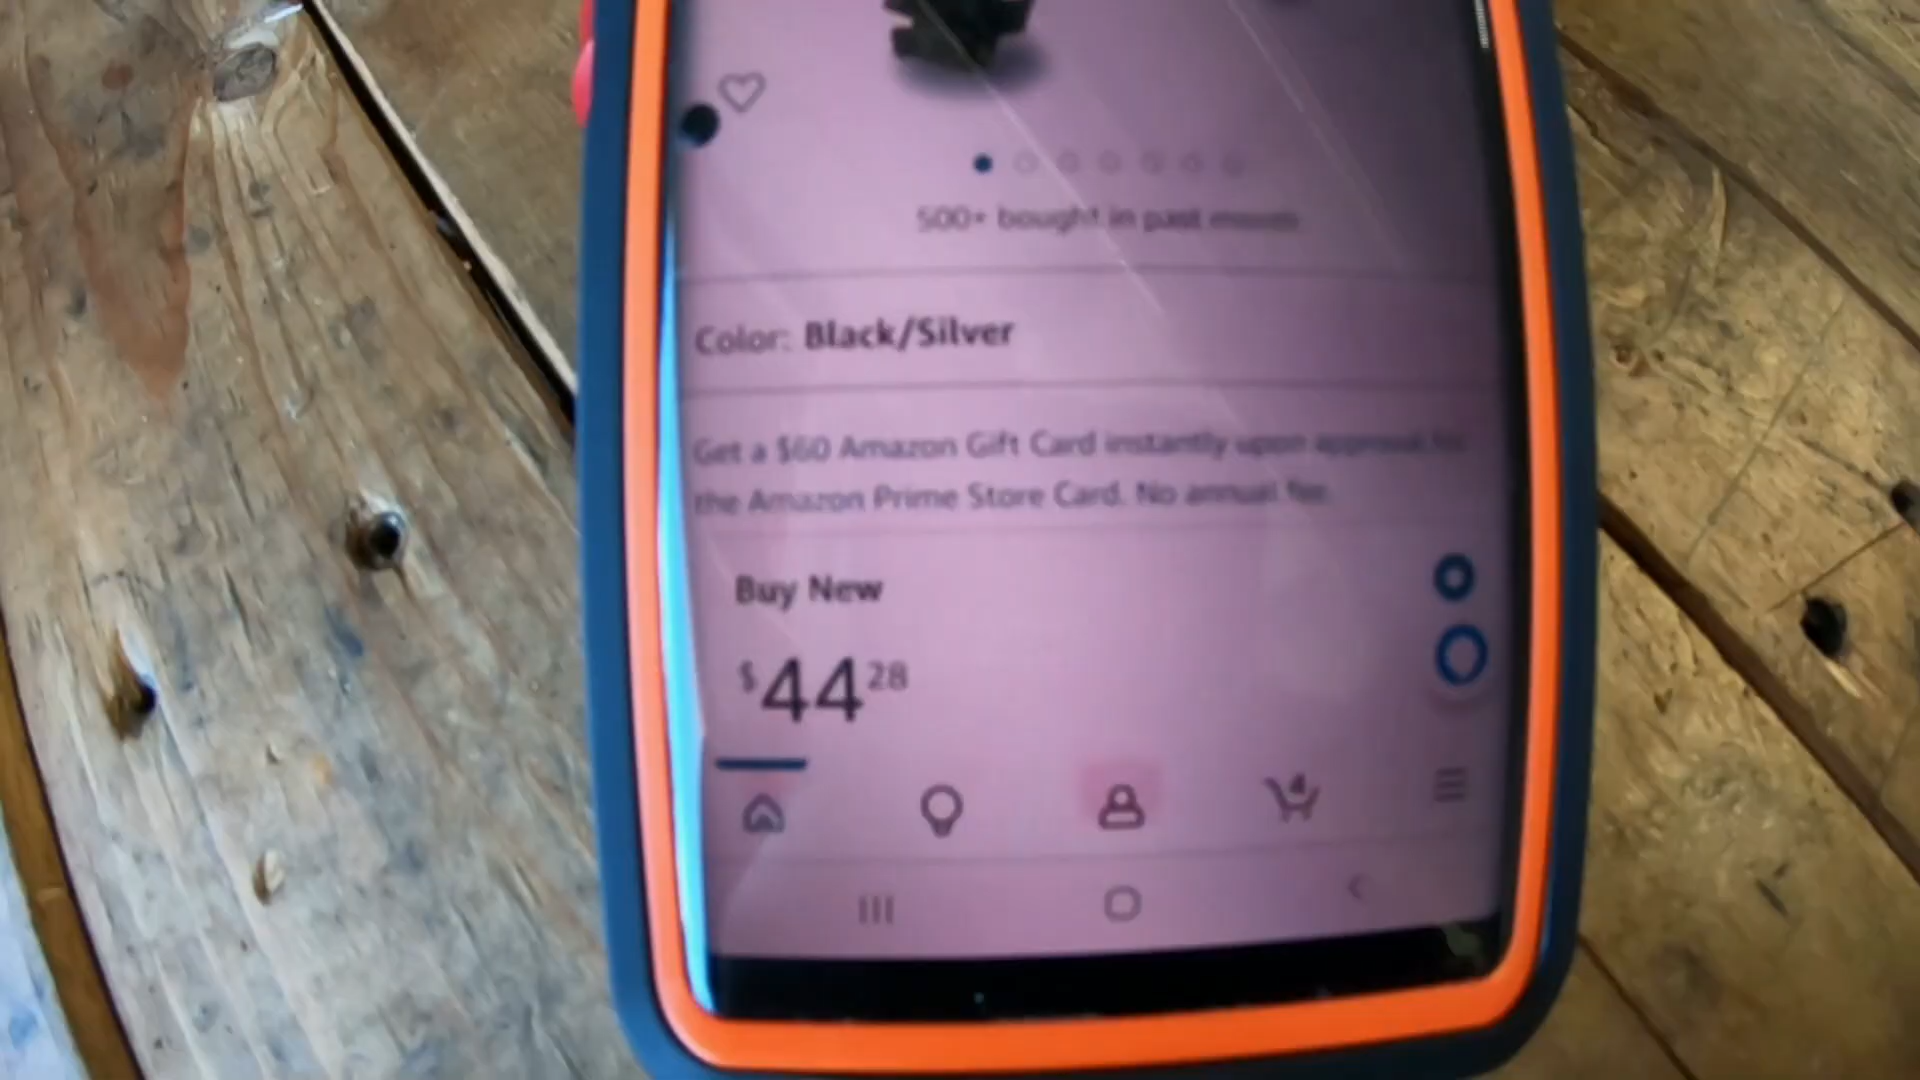 500+ bought in past month
Color: Black/Silver
Get a $60 Amazon Gift Card instantly upon approval for
the Amazon Prime Store Card. No annual fee.
Buy New
$44 28
4